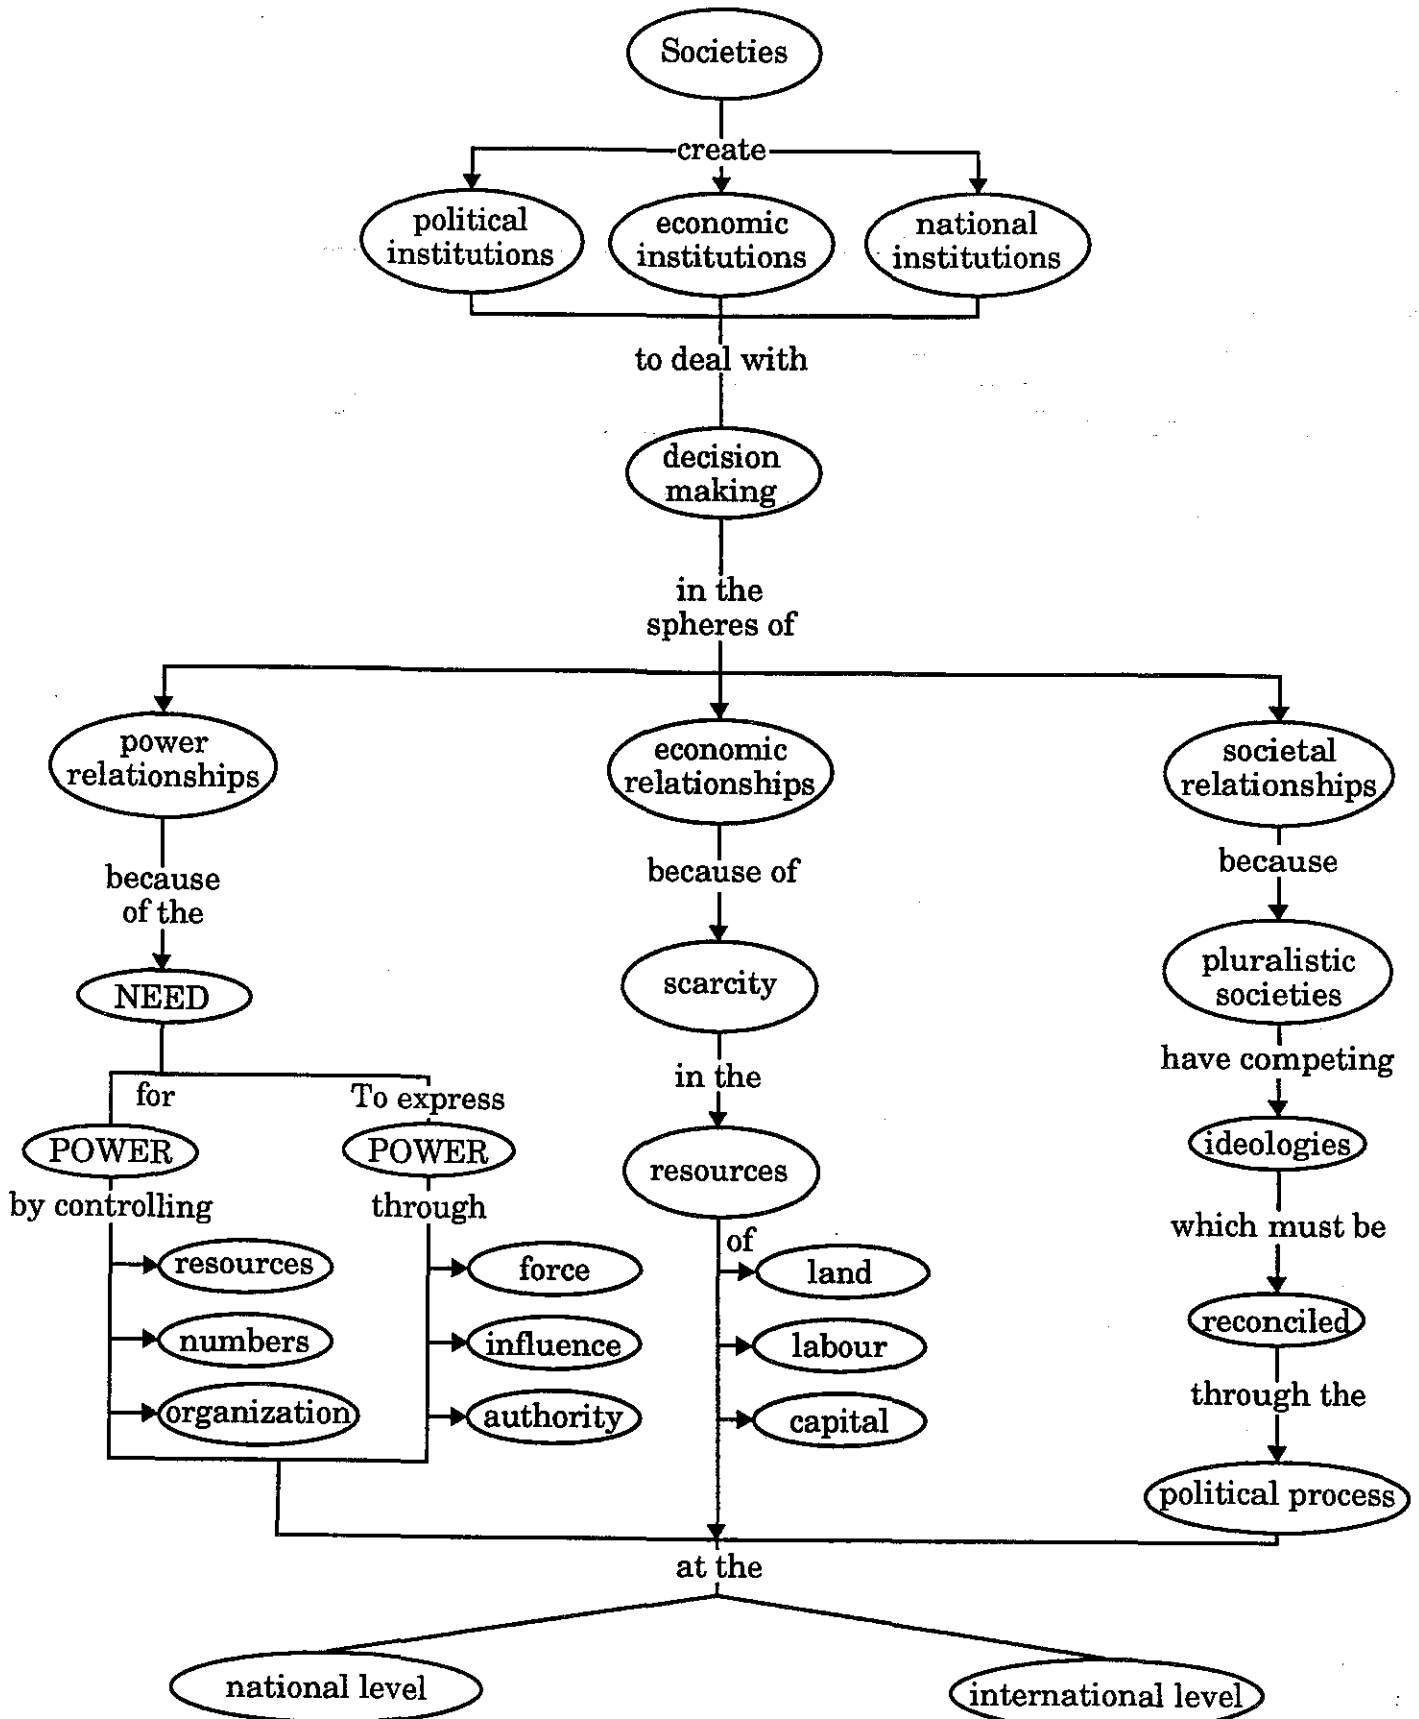 Societies
create
political
institutions
economic
institutions
national
institutions
to deal with
decision
making
in the
spheres of
power
relationships
economic
relationships
societal
relationships
because
of the
because of
because
NEED
scarcity
pluralistic
societies
for
To express
in the
have competing
POWER
POWER
resources
ideologies
by controlling
through
of
which must be
resources
force
land
reconciled
numbers
influence
labour
through the
organization
authority
capital
political process
at the
national level
international level